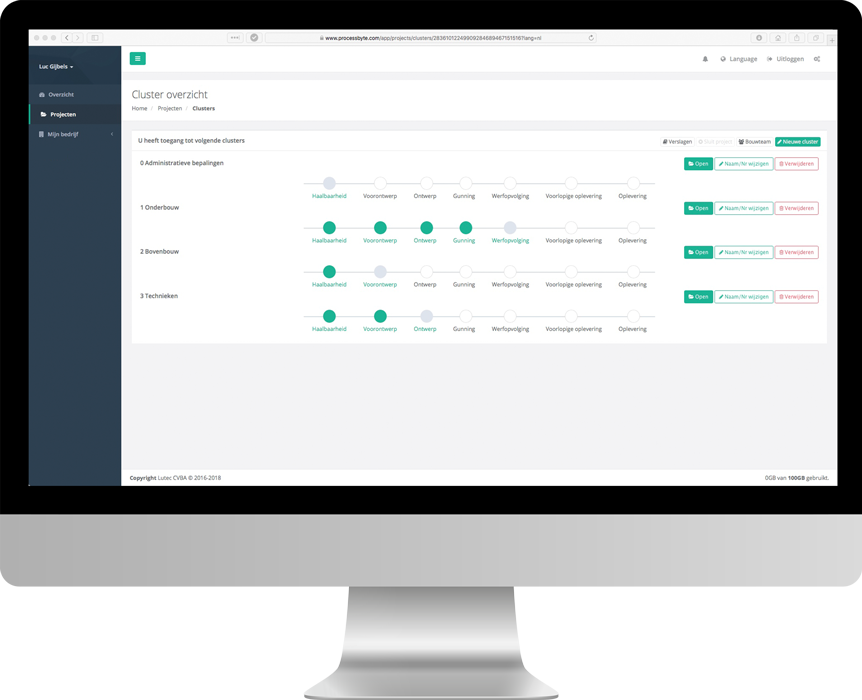 www.processbyte.com/app/projects/clusters/28361012249909284689467151516?lang=nl
Luc Gijbels
Language
Uitloggen
Overzicht
Projecten
Mijn bedrijf
Cluster overzicht
Home / Projecten / Clusters
U heeft toegang tot volgende clusters
Verslagen
Bouwteam
Nieuwe cluster
0 Administratieve bepalingen
Open
Naam/Nr wijzigen
Verwijderen
Haalbaarheid Voorontwerp Ontwerp Gunning Werfopvolging Voorlopige oplevering Oplevering
1 Onderbouw
Open
Naam/Nr wijzigen
Verwijderen
Haalbaarheid Voorontwerp Ontwerp Gunning Werfopvolging Voorlopige oplevering Oplevering
2 Bovenbouw
Open
Naam/Nr wijzigen
Verwijderen
Haalbaarheid Voorontwerp Ontwerp Gunning Werfopvolging Voorlopige oplevering Oplevering
3 Technieken
Open
Naam/Nr wijzigen
Verwijderen
Haalbaarheid Voorontwerp Ontwerp Gunning Werfopvolging Voorlopige oplevering Oplevering
Copyright Lutec CVBA © 2016-2018
0GB van 100GB gebruikt.